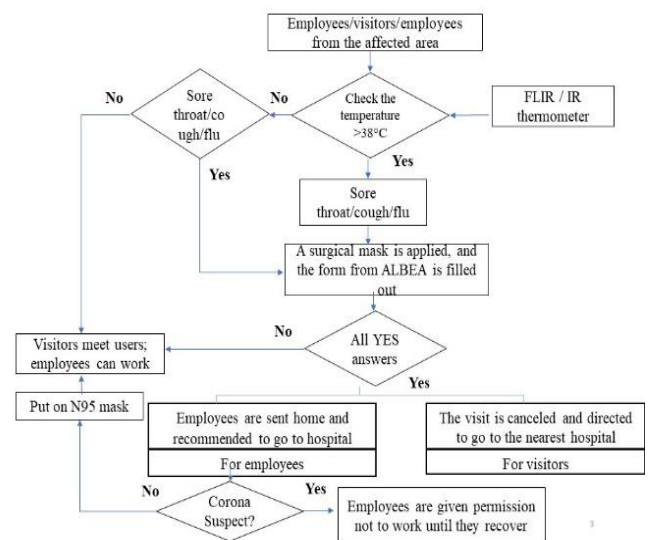 Employees/visitors/employees
from the affected area
No
Sore
throat/co
ugh/flu
No
Check the
temperature
>38°C
FLIR / IR
thermometer
Yes
Yes
Sore
throat/cough/flu
A surgical mask is applied, and
the form from ALBEA is filled
out
No
All YES
answers
Visitors meet users;
employees can work
Yes
Put on N95 mask
Employees are sent home and
recommended to go to hospital
For employees
The visit is canceled and directed
to go to the nearest hospital
For visitors
No
Corona
Suspect?
Yes
Employees are given permission
not to work until they recover
3